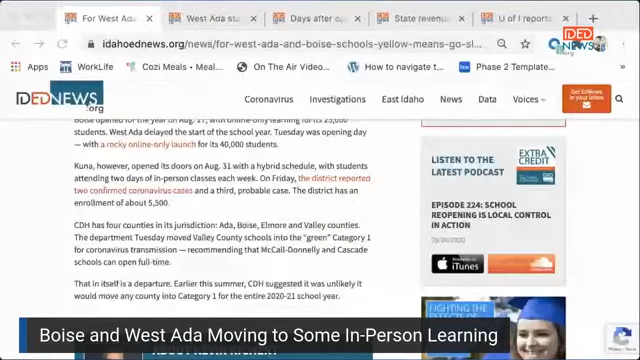 For West Ada
West Ada sta
Days after op
State revenu
U of I reports
IDED NEWS
idahoednews.org/news/for-west-ada-and-boise-schools-yellow-means-go-sl...
Apps WorkLife Cozi Meals — Meal... On The Air Video... How to navigate t... Phase 2 Template...
IDEDNEWS.org
Coronavirus Investigations East Idaho News Data Voices
Get EdNews in your Inbox
Boise opened for the year on Aug. 17, with online-only learning for its 25,000
students. West Ada delayed the start of the school year. Tuesday was opening day
— with a rocky online-only launch for its 40,000 students.
Kuna, however, opened its doors on Aug. 31 with a hybrid schedule, with students
attending two days of in-person classes each week. On Friday, the district reported
two confirmed coronavirus cases and a third, probable case. The district has an
enrollment of about 5,500.
CDH has four counties in its jurisdiction: Ada, Boise, Elmore and Valley counties.
The department Tuesday moved Valley County schools into the “green” Category 1
for coronavirus transmission — recommending that McCall-Donnelly and Cascade
schools can open full-time.
That in itself is a departure. Earlier this summer, CDH suggested it was unlikely it
would move any county into Category 1 for the entire 2020-21 school year.
LISTEN TO THE
LATEST PODCAST
EXTRA
CREDIT
EPISODE 224: SCHOOL
REOPENING IS LOCAL CONTROL
IN ACTION
iTunes
SOUNDCLOUD
FIGHTING THE
EFFECTS OF
ABOUT KEVIN RICHERT
Boise and West Ada Moving to Some In-Person Learning
Privacy - Terms